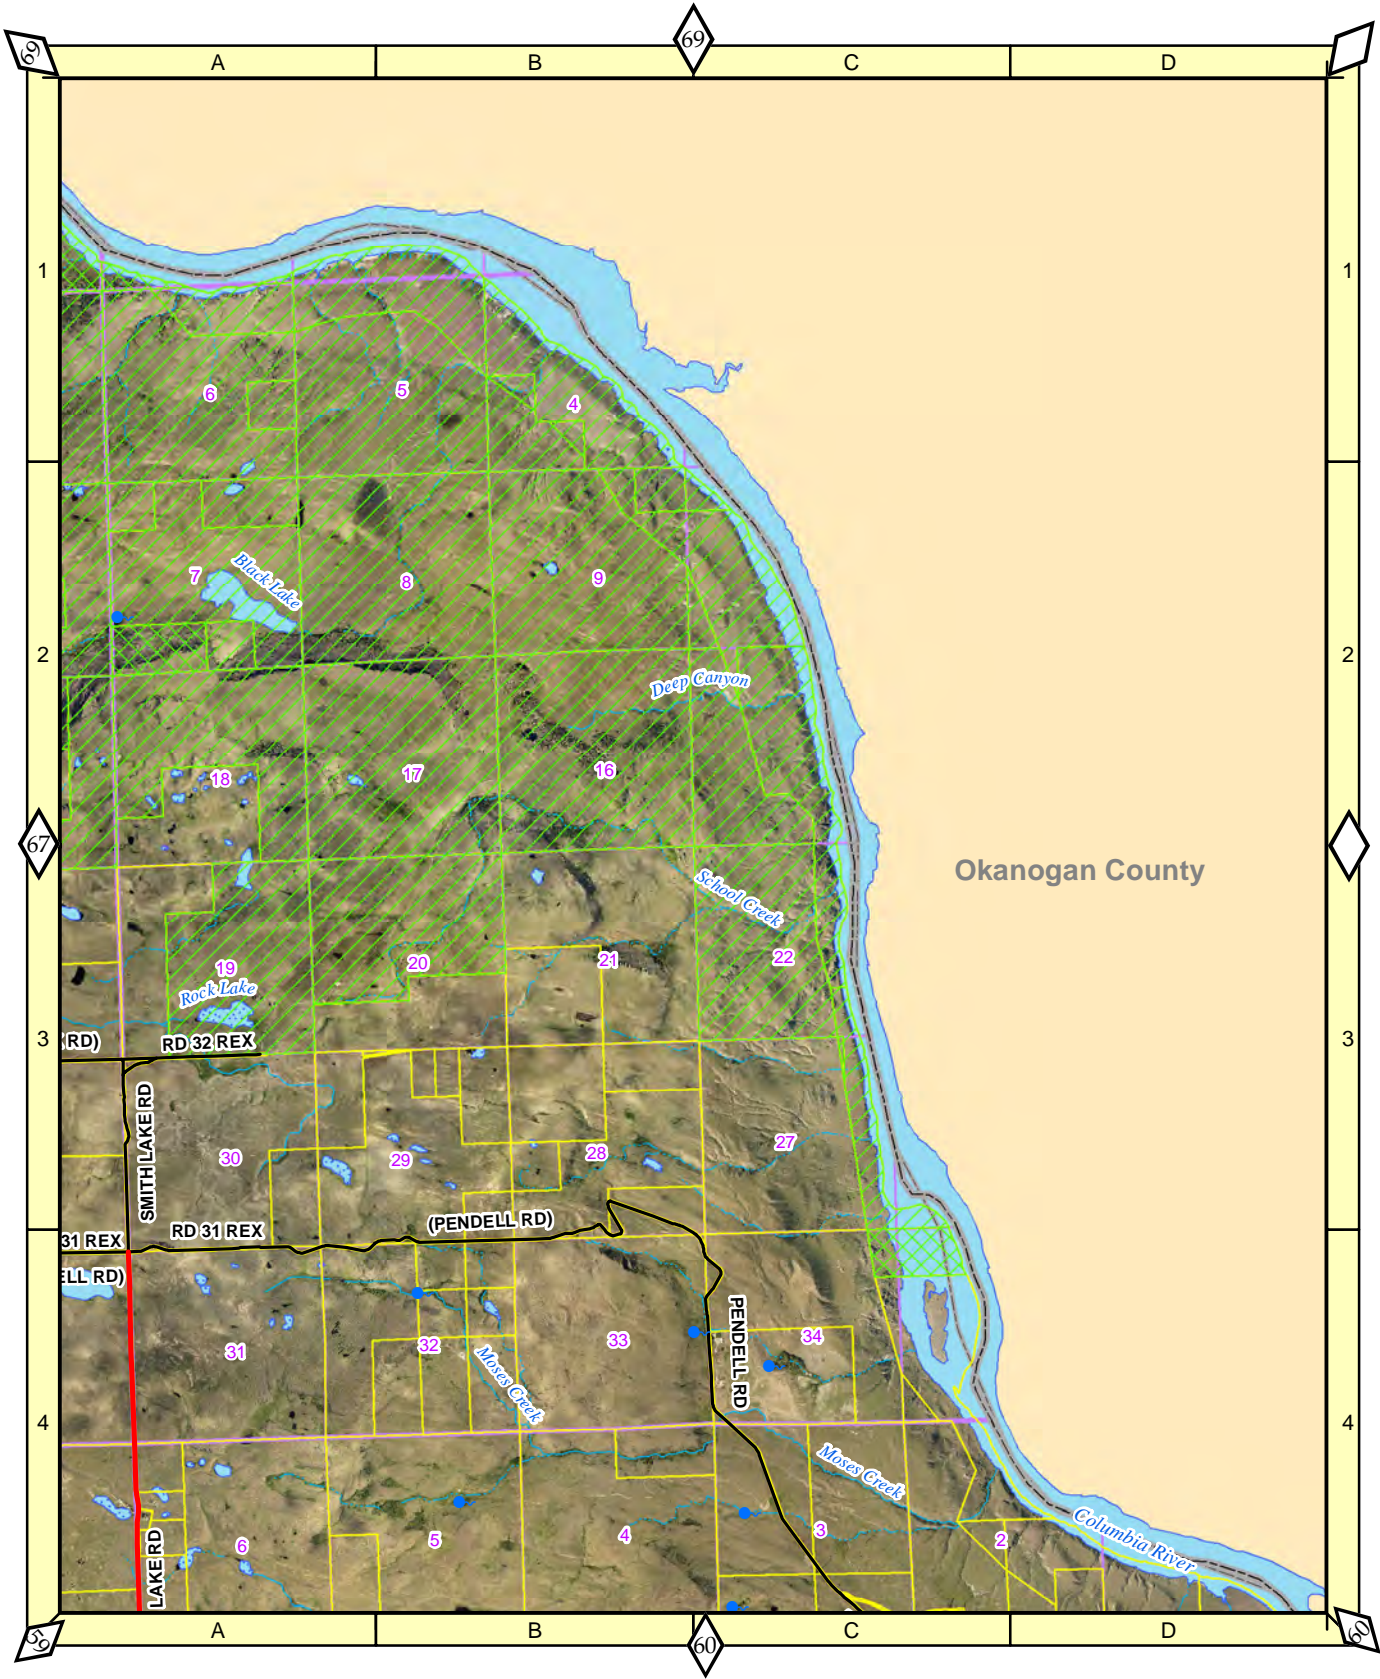 69
69
A
B
C
D
1
1
6
5
4
7
Black Lake
8
9
2
2
Deep Canyon
18
17
16
67
Okanogan County
School Creek
19
20
21
22
Rock Lake
3
3
RD)
RD 32 REX
SMITH LAKE RD
30
29
28
27
31 REX
RD 31 REX
(PENDELL RD)
ELL RD)
PENDELL RD
31
32
33
34
Moses Creek
4
4
Moses Creek
Columbia River
LAKE RD
6
5
4
3
2
59
A
B
60
C
D
60